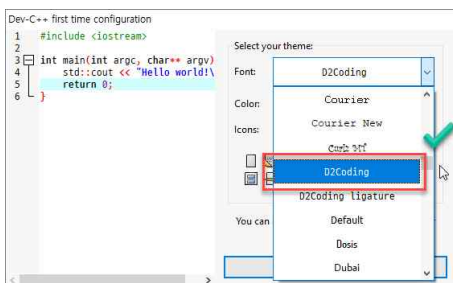 Dev-C++ first time configuration
1 #include <iostream>
2
3 int main(int argc, char** argv)
4 std::cout << "Hello world!\
5 return 0;
6 }
Select your theme:
Font: D2Coding
Color:
Icons:
Courier
Courier New
Curlz MT
D2Coding
D2Coding ligature
Default
Dosis
Dubai
You can